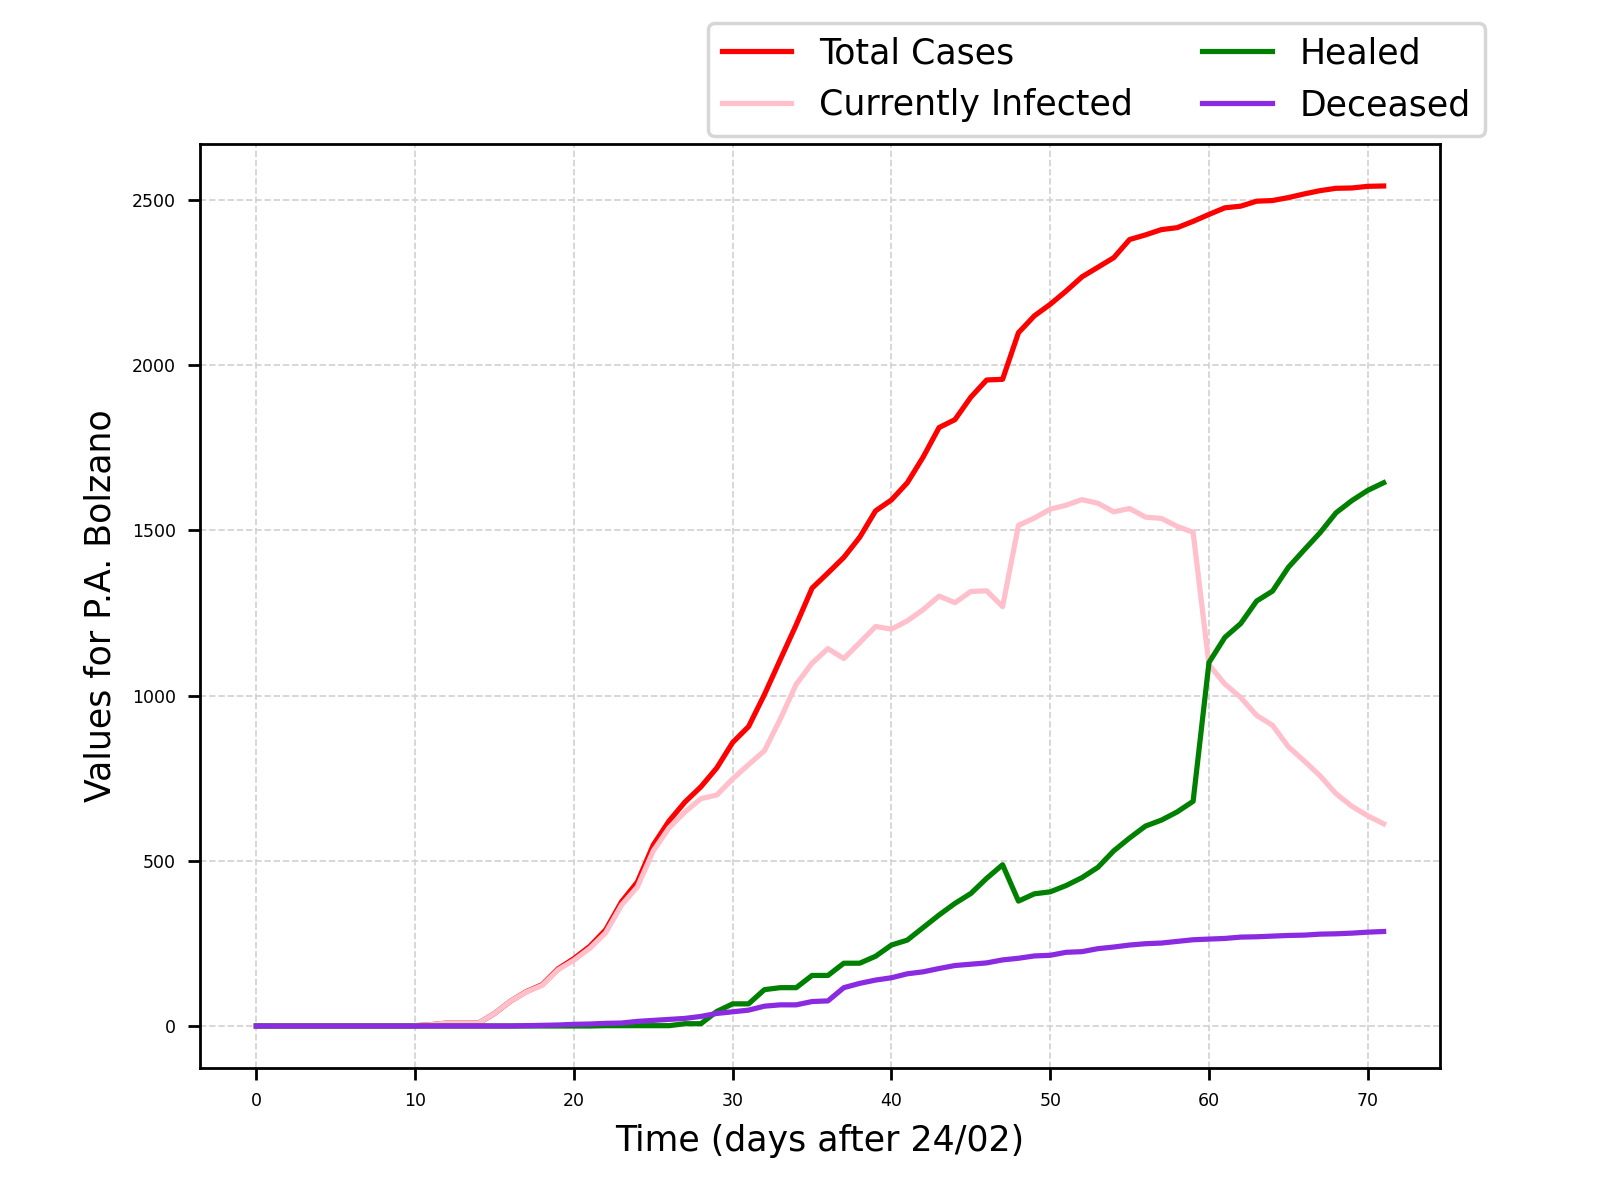 Total Cases
Currently Infected
Healed
Deceased
2500
2000
1500
1000
500
0
Values for P.A. Bolzano
0 10 20 30 40 50 60 70
Time (days after 24/02)